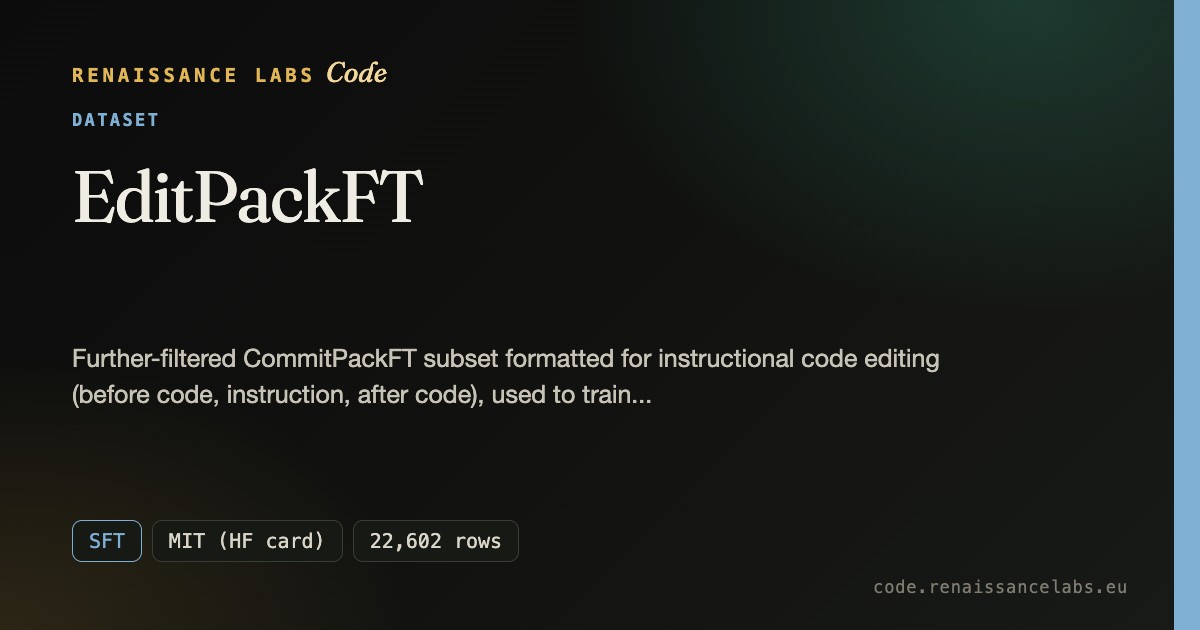 RENAISSANCE LABS Code
DATASET
EditPackFT
Further-filtered CommitPackFT subset formatted for instructional code editing
(before code, instruction, after code), used to train...
SFT
MIT (HF card)
22,602 rows
code.renaissancelabs.eu